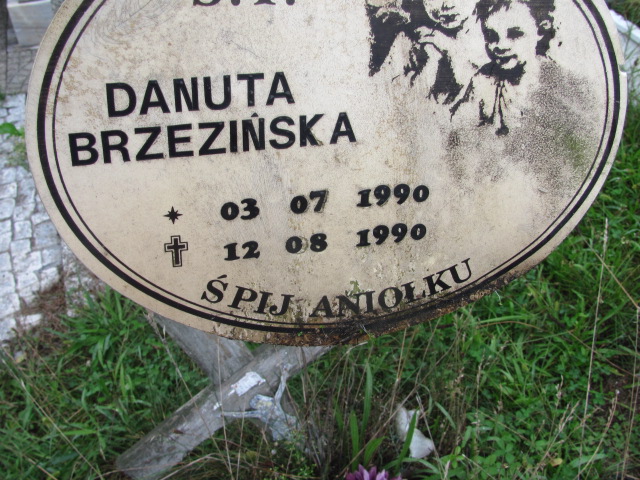 Ś.P.
DANUTA
BRZEZIŃSKA
03 07 1990
12 08 1990
ŚPIJ ANIOŁKU